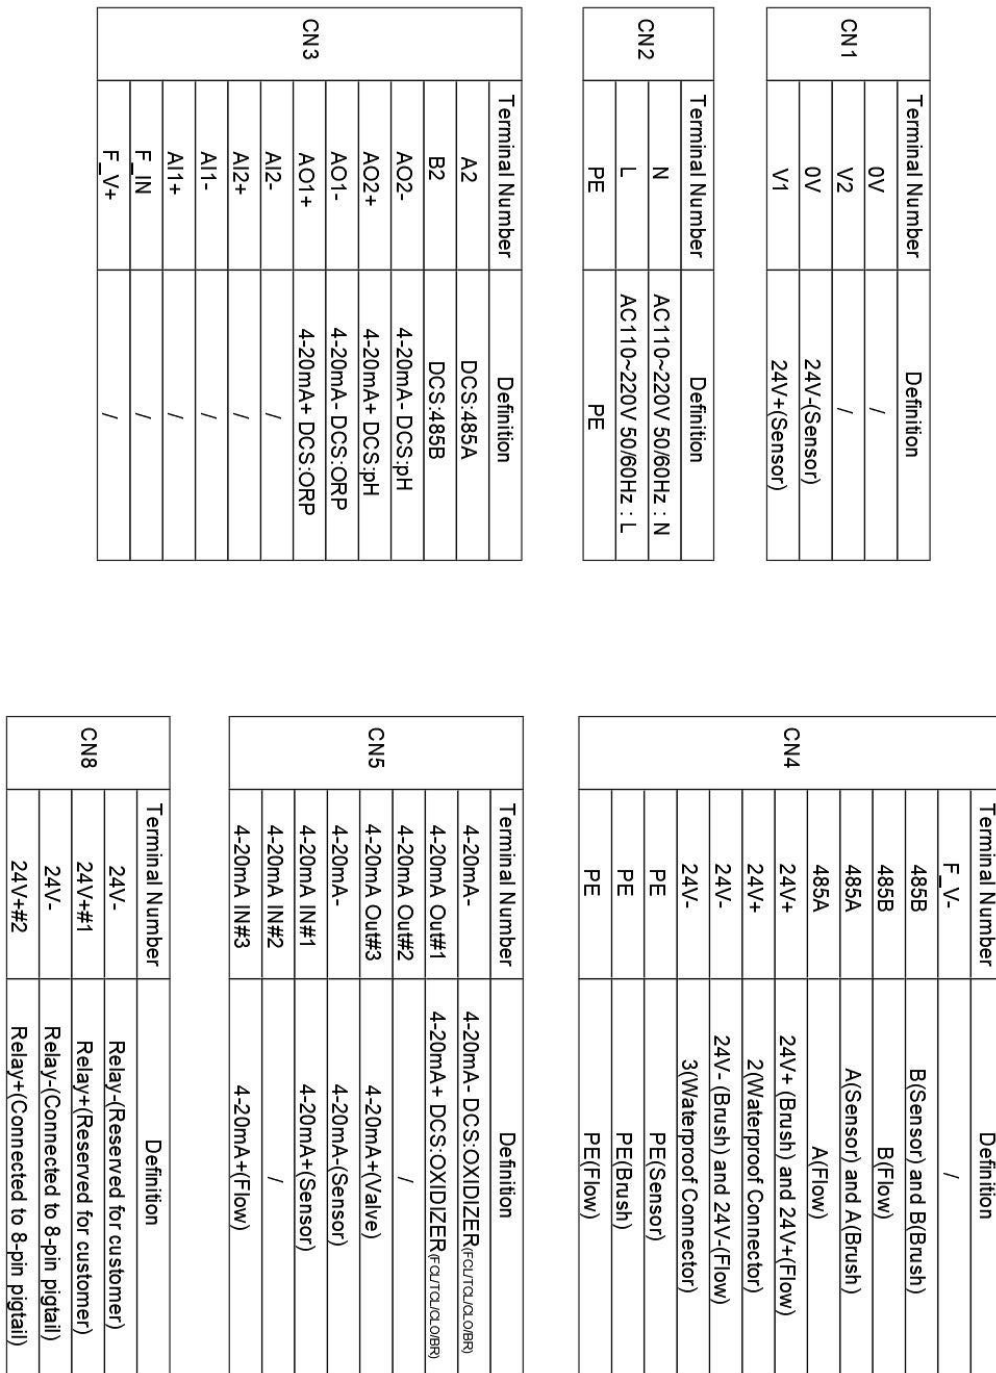 CN1
Terminal Number Definition
0V /
V2 /
0V 24V-(Sensor)
V1 24V+(Sensor)
CN2
Terminal Number Definition
N AC110~220V 50/60Hz : N
L AC110~220V 50/60Hz : L
PE PE
CN3
Terminal Number Definition
A2 DCS:485A
B2 DCS:485B
AO2- 4-20mA- DCS:pH
AO2+ 4-20mA+ DCS:pH
AO1- 4-20mA- DCS:ORP
AO1+ 4-20mA+ DCS:ORP
AI2- /
AI2+ /
AI1- /
AI1+ /
F_IN /
F_V+ /
CN4
Terminal Number Definition
F_V- /
485B B(Sensor) and B(Brush)
485B B(Flow)
485A A(Sensor) and A(Brush)
485A A(Flow)
24V+ 24V+ (Brush) and 24V+(Flow)
24V+ 2(Waterproof Connector)
24V- 24V- (Brush) and 24V-(Flow)
24V- 3(Waterproof Connector)
PE PE(Sensor)
PE PE(Brush)
PE PE(Flow)
CN5
Terminal Number Definition
4-20mA- 4-20mA- DCS:OXIDIZER(FCL/TCL/CLO/BR)
4-20mA Out#1 4-20mA+ DCS:OXIDIZER(FCL/TCL/CLO/BR)
4-20mA Out#2 /
4-20mA Out#3 4-20mA+(Valve)
4-20mA- 4-20mA-(Sensor)
4-20mA IN#1 4-20mA+(Sensor)
4-20mA IN#2 /
4-20mA IN#3 4-20mA+(Flow)
CN8
Terminal Number Definition
24V- Relay-(Reserved for customer)
24V+#1 Relay+(Reserved for customer)
24V- Relay-(Connected to 8-pin pigtail)
24V+#2 Relay+(Connected to 8-pin pigtail)